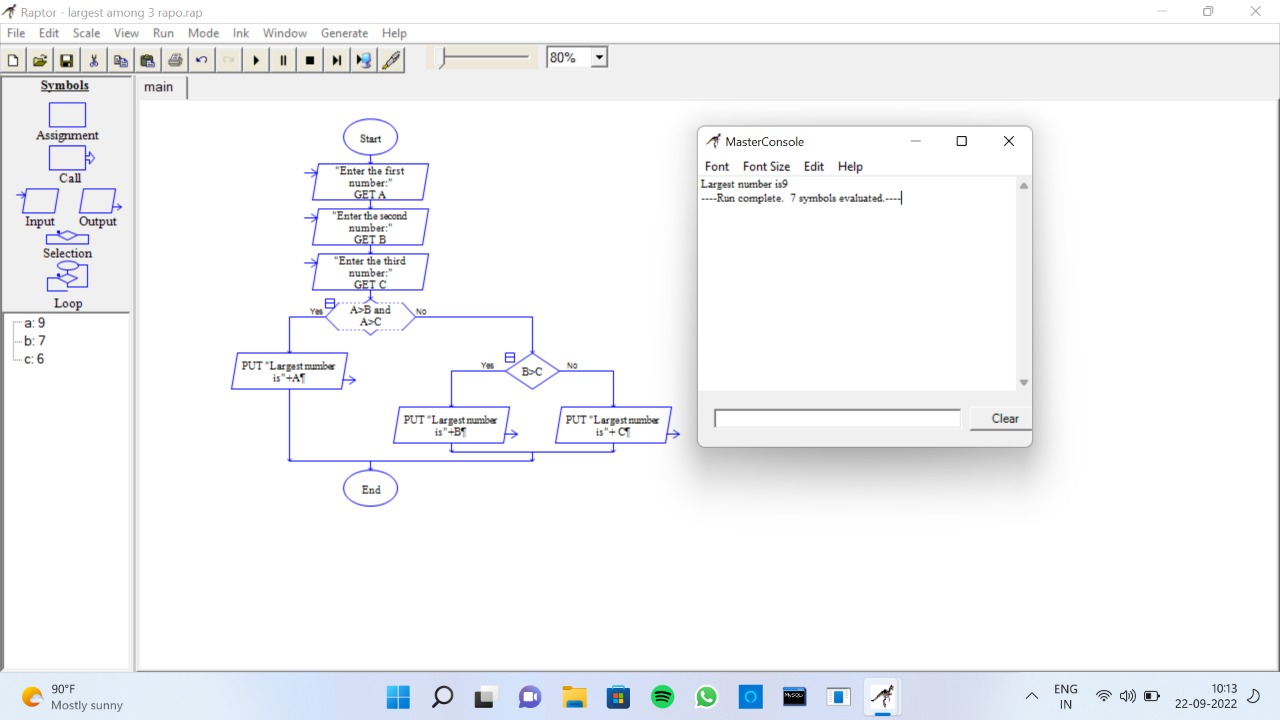 Raptor - largest among 3 rapo.rap
File Edit Scale View Run Mode Ink Window Generate Help
80%
Symbols
main
Assignment
Call
Input Output
Selection
Loop
a: 9
b: 7
c: 6
Start
"Enter the first
number:"
GET A
"Enter the second
number:"
GET B
"Enter the third
number:"
GET C
Yes
A>B and
A>C
No
PUT "Largest number
is"+A¶
Yes
B>C
No
PUT "Largest number
is"+B¶
PUT "Largest number
is"+ C¶
End
MasterConsole
Font Font Size Edit Help
Largest number is9
----Run complete.  7 symbols evaluated.----
Clear
90°F
Mostly sunny
MySQL
ENG
IN
10:13
22-09-2022